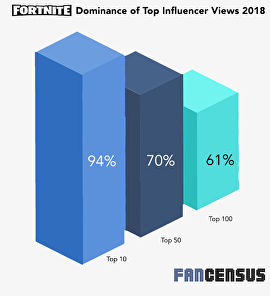 FORTNITE Dominance of Top Influencer Views 2018
94%
70%
61%
Top 100
Top 50
Top 10
FANCENSUS